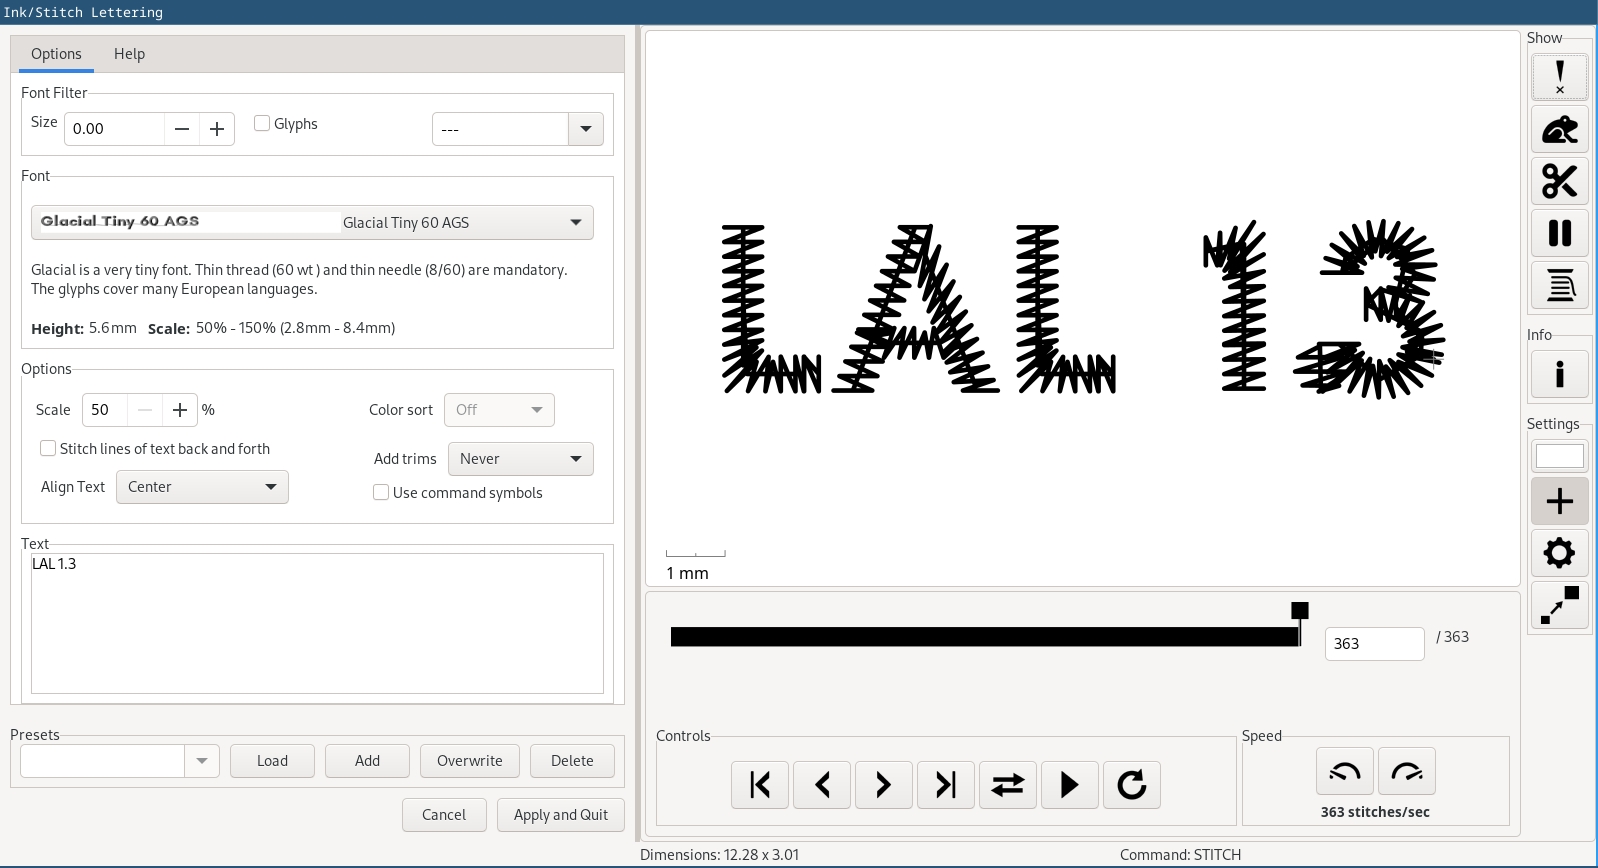 Ink/Stitch Lettering
Options
Help
Font Filter
Size
0.00
Glyphs
---
Font
Glacial Tiny 60 AGS
Glacial Tiny 60 AGS
Glacial is a very tiny font. Thin thread (60 wt ) and thin needle (8/60) are mandatory.
The glyphs cover many European languages.
Height: 5.6mm Scale: 50% - 150% (2.8mm - 8.4mm)
Options
Scale
50
%
Color sort
Off
Stitch lines of text back and forth
Add trims
Never
Align Text
Center
Use command symbols
Text
LAL 1.3
Presets
Load
Add
Overwrite
Delete
Cancel
Apply and Quit
LAL 13
1 mm
363
/ 363
Controls
Speed
363 stitches/sec
Dimensions: 12.28 x 3.01
Command: STITCH
Show
Info
Settings